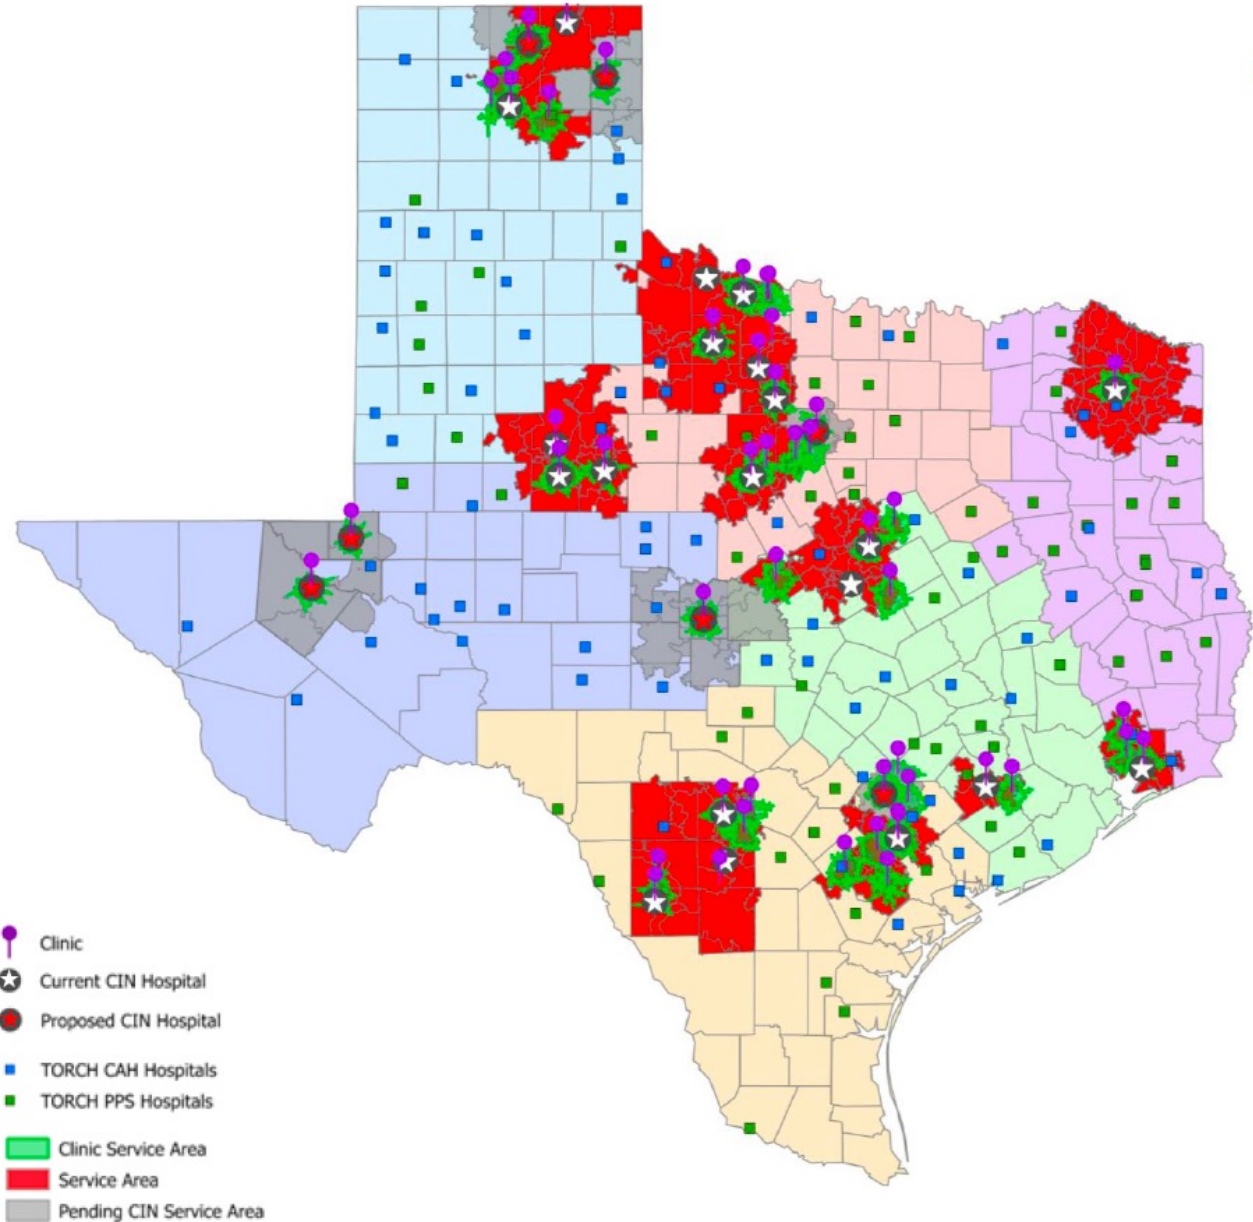 Clinic
Current CIN Hospital
Proposed CIN Hospital
TORCH CAH Hospitals
TORCH PPS Hospitals
Clinic Service Area
Service Area
Pending CIN Service Area